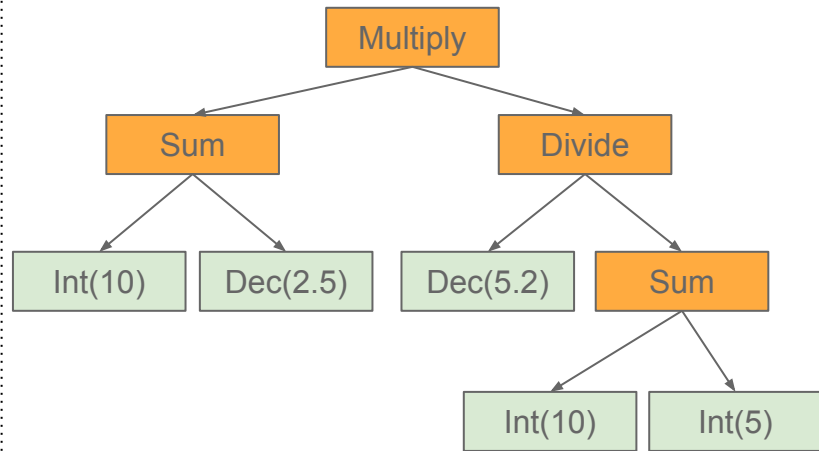 Multiply
Sum
Divide
Int(10)
Dec(2.5)
Dec(5.2)
Sum
Int(10)
Int(5)